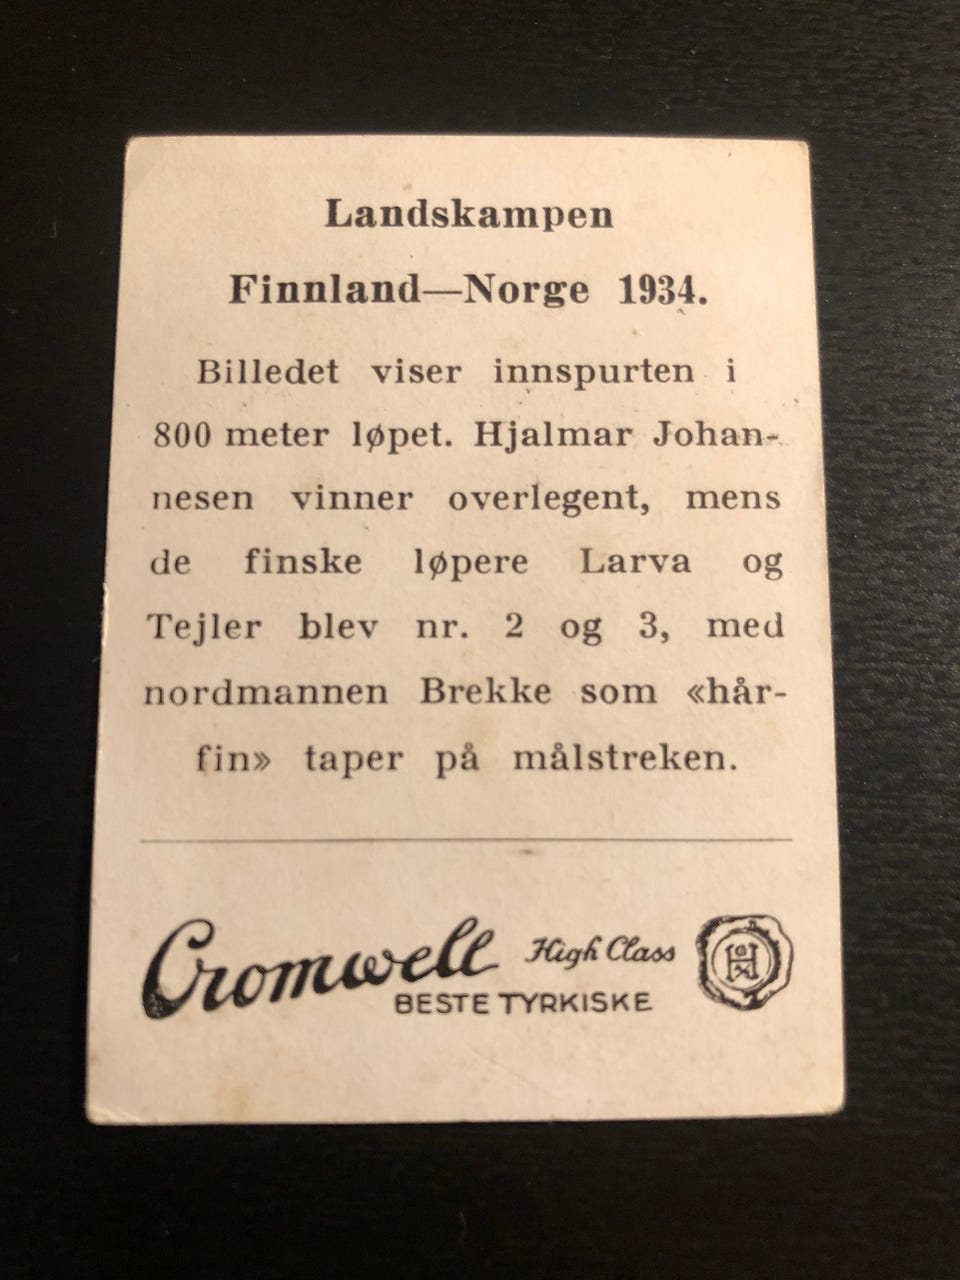 Landskampen
Finnland—Norge 1934.
Billedet viser innspurten i
800 meter løpet. Hjalmar Johan-
nesen vinner overlegent, mens
de finske løpere Larva og
Tejler blev nr. 2 og 3, med
nordmannen Brekke som «hår-
fin» taper på målstreken.
Cromwell High Class
BESTE TYRKISKE